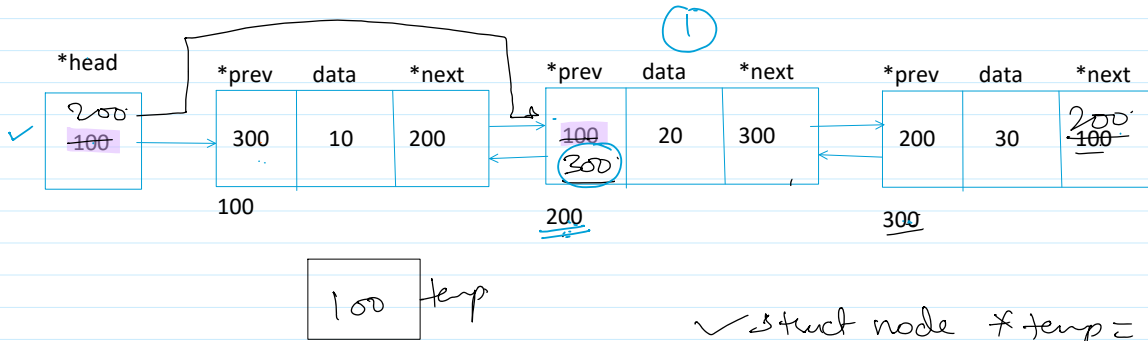 1
*head
*prev data *next
*prev data *next
*prev data *next
200
100
300 10 200
100 20 300
300
200 30 100
200
100
200
300
100 temp
✓ struct node * temp =